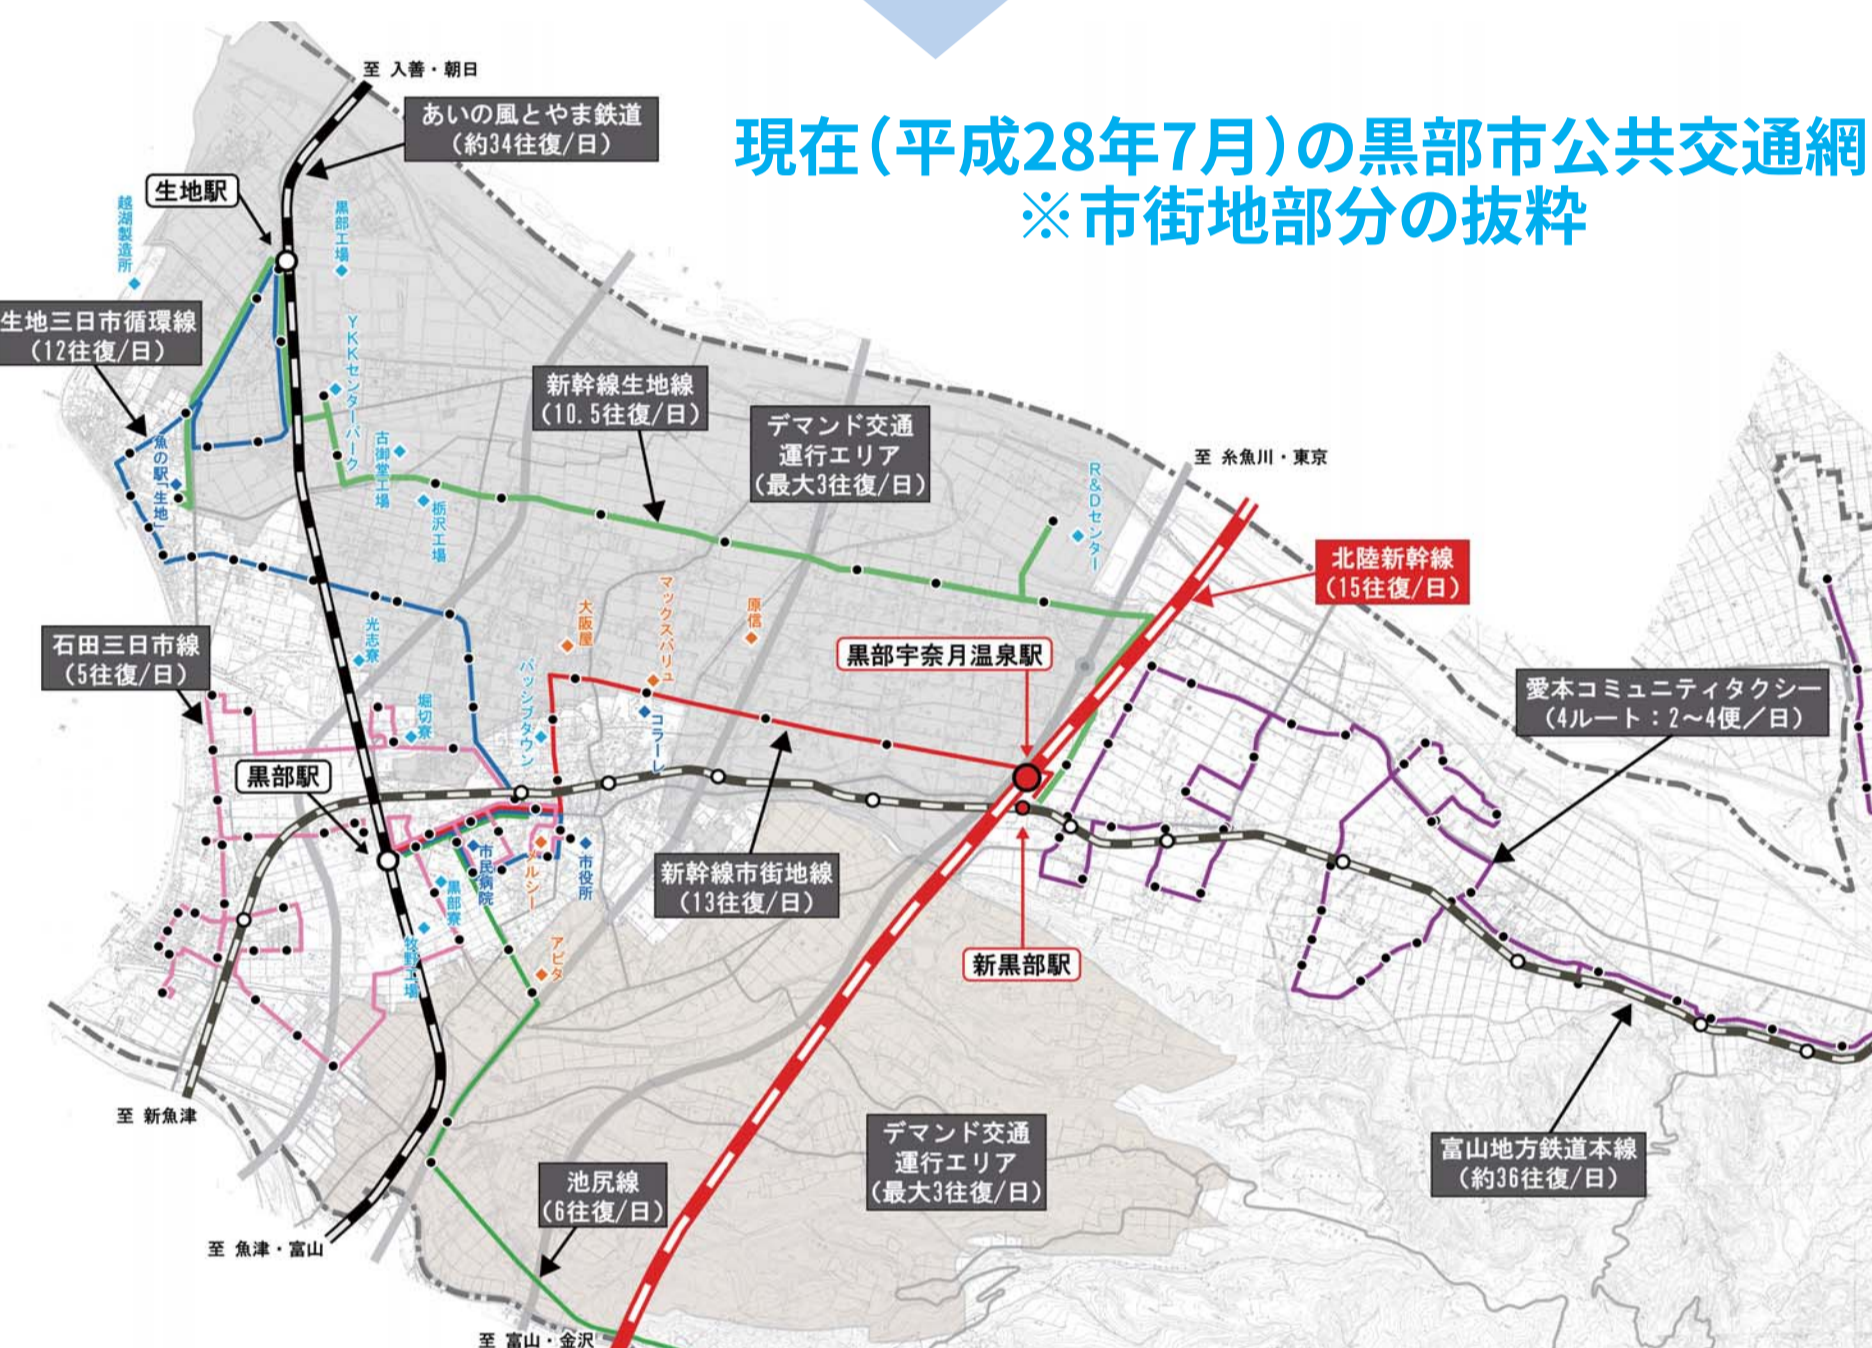 現在(平成28年7月)の黒部市公共交通網
※市街地部分の抜粋
至 入善・朝日
あいの風とやま鉄道
(約34往復/日)
生地駅
越湖製造所
黒部工場
生地三日市循環線
(12往復/日)
YKKセンターパーク
新幹線生地線
(10.5往復/日)
デマンド交通
運行エリア
(最大3往復/日)
魚の駅「生地」
古御堂工場
栃沢工場
R&Dセンター
至 糸魚川・東京
北陸新幹線
(15往復/日)
石田三日市線
(5往復/日)
光志寮
大阪屋
マックスバリュ
原信
黒部宇奈月温泉駅
愛本コミュニティタクシー
(4ルート:2〜4便/日)
堀切寮
パッシブタウン
コラーレ
黒部駅
市民病院
メルシー
市役所
黒部寮
新幹線市街地線
(13往復/日)
牧野工場
アピタ
新黒部駅
至 新魚津
デマンド交通
運行エリア
(最大3往復/日)
富山地方鉄道本線
(約36往復/日)
池尻線
(6往復/日)
至 魚津・富山
至 富山・金沢